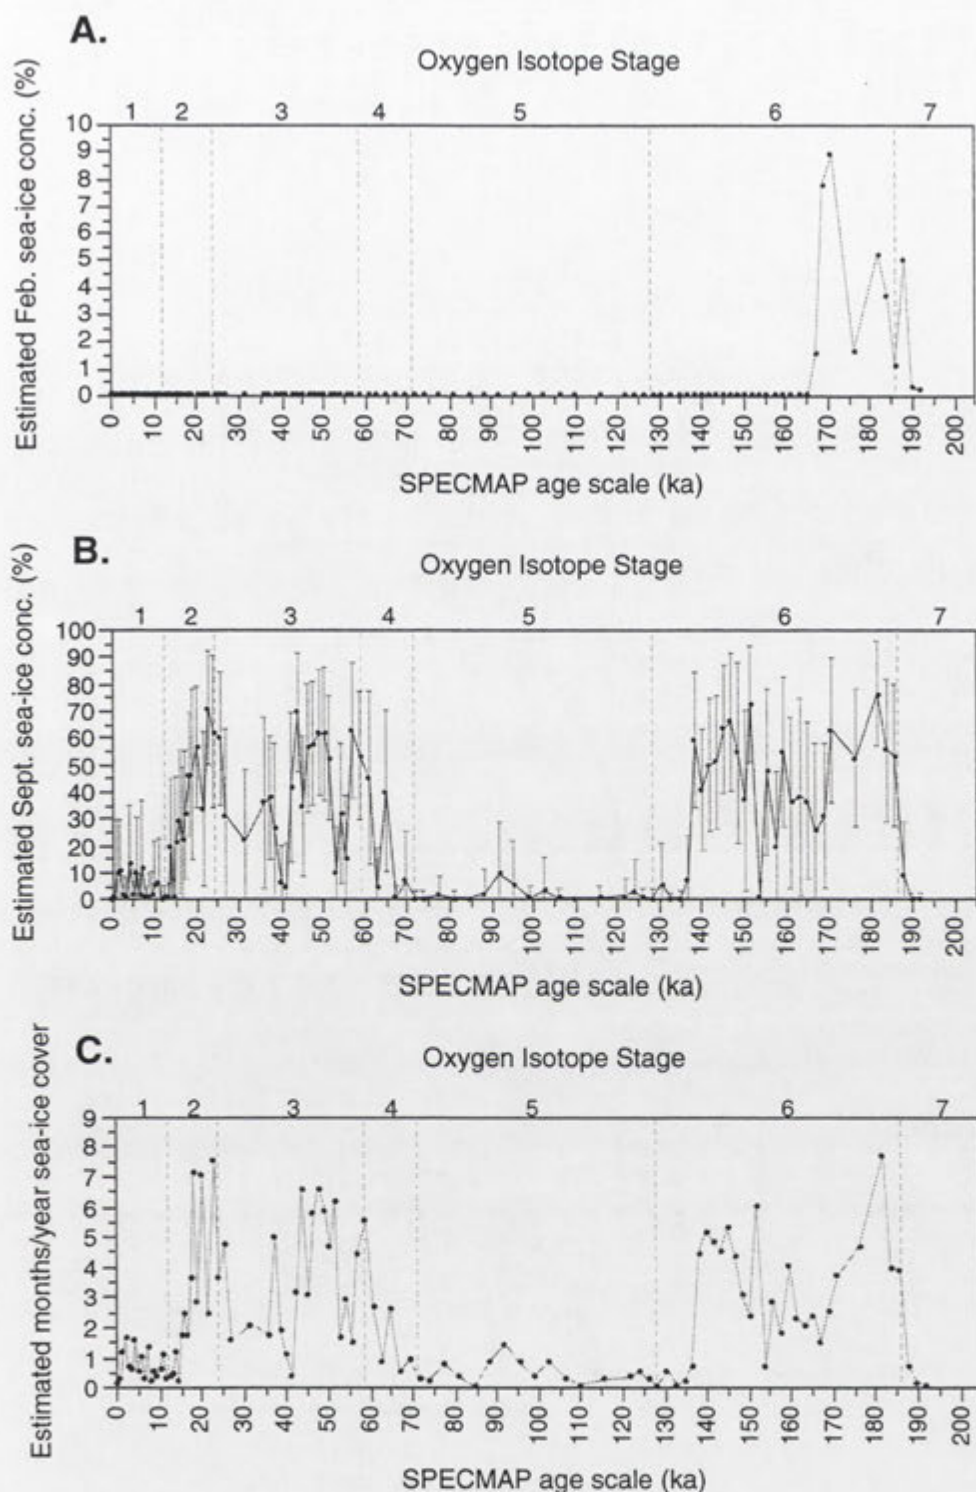 A.
Oxygen Isotope Stage
1 2 3 4 5 6 7
Estimated Feb. sea-ice conc. (%)
10
9
8
7
6
5
4
3
2
1
0
0 10 20 30 40 50 60 70 80 90 100 110 120 130 140 150 160 170 180 190 200
SPECMAP age scale (ka)
B.
Oxygen Isotope Stage
1 2 3 4 5 6 7
Estimated Sept. sea-ice conc. (%)
100
90
80
70
60
50
40
30
20
10
0
0 10 20 30 40 50 60 70 80 90 100 110 120 130 140 150 160 170 180 190 200
SPECMAP age scale (ka)
C.
Oxygen Isotope Stage
1 2 3 4 5 6 7
Estimated months/year sea-ice cover
9
8
7
6
5
4
3
2
1
0
0 10 20 30 40 50 60 70 80 90 100 110 120 130 140 150 160 170 180 190 200
SPECMAP age scale (ka)